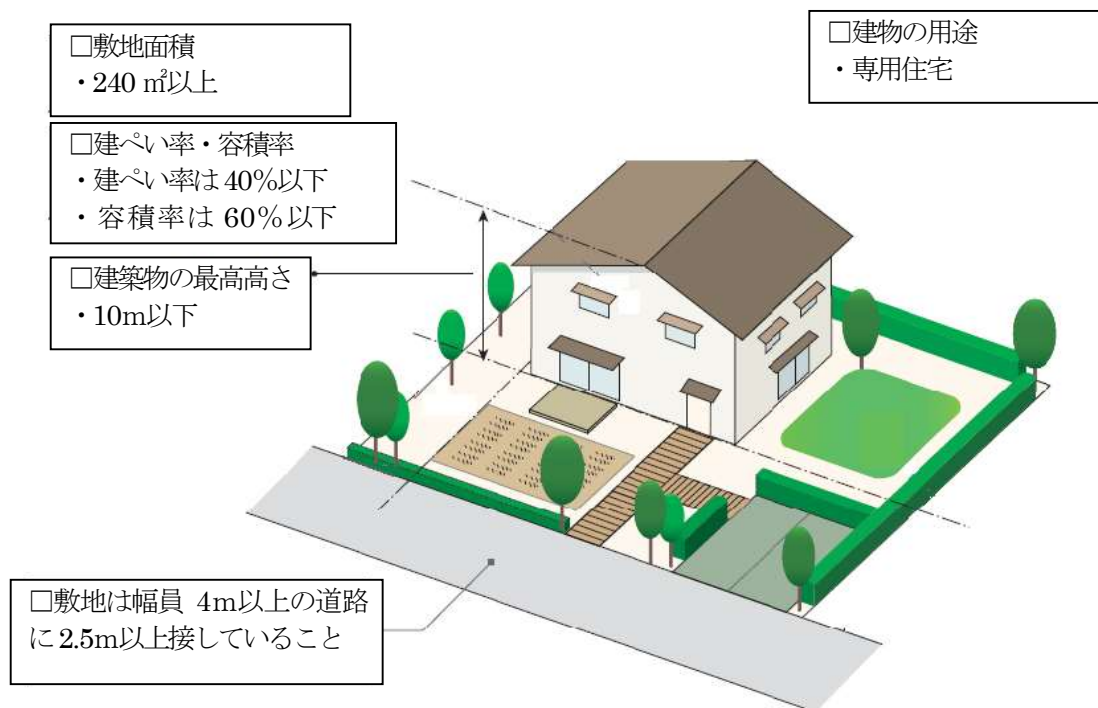 □敷地面積
・240 ㎡以上
□建物の用途
・専用住宅
□建ぺい率・容積率
・建ぺい率は40%以下
・容積率は 60%以下
□建築物の最高高さ
・10m以下
□敷地は幅員 4m以上の道路
に2.5m以上接していること